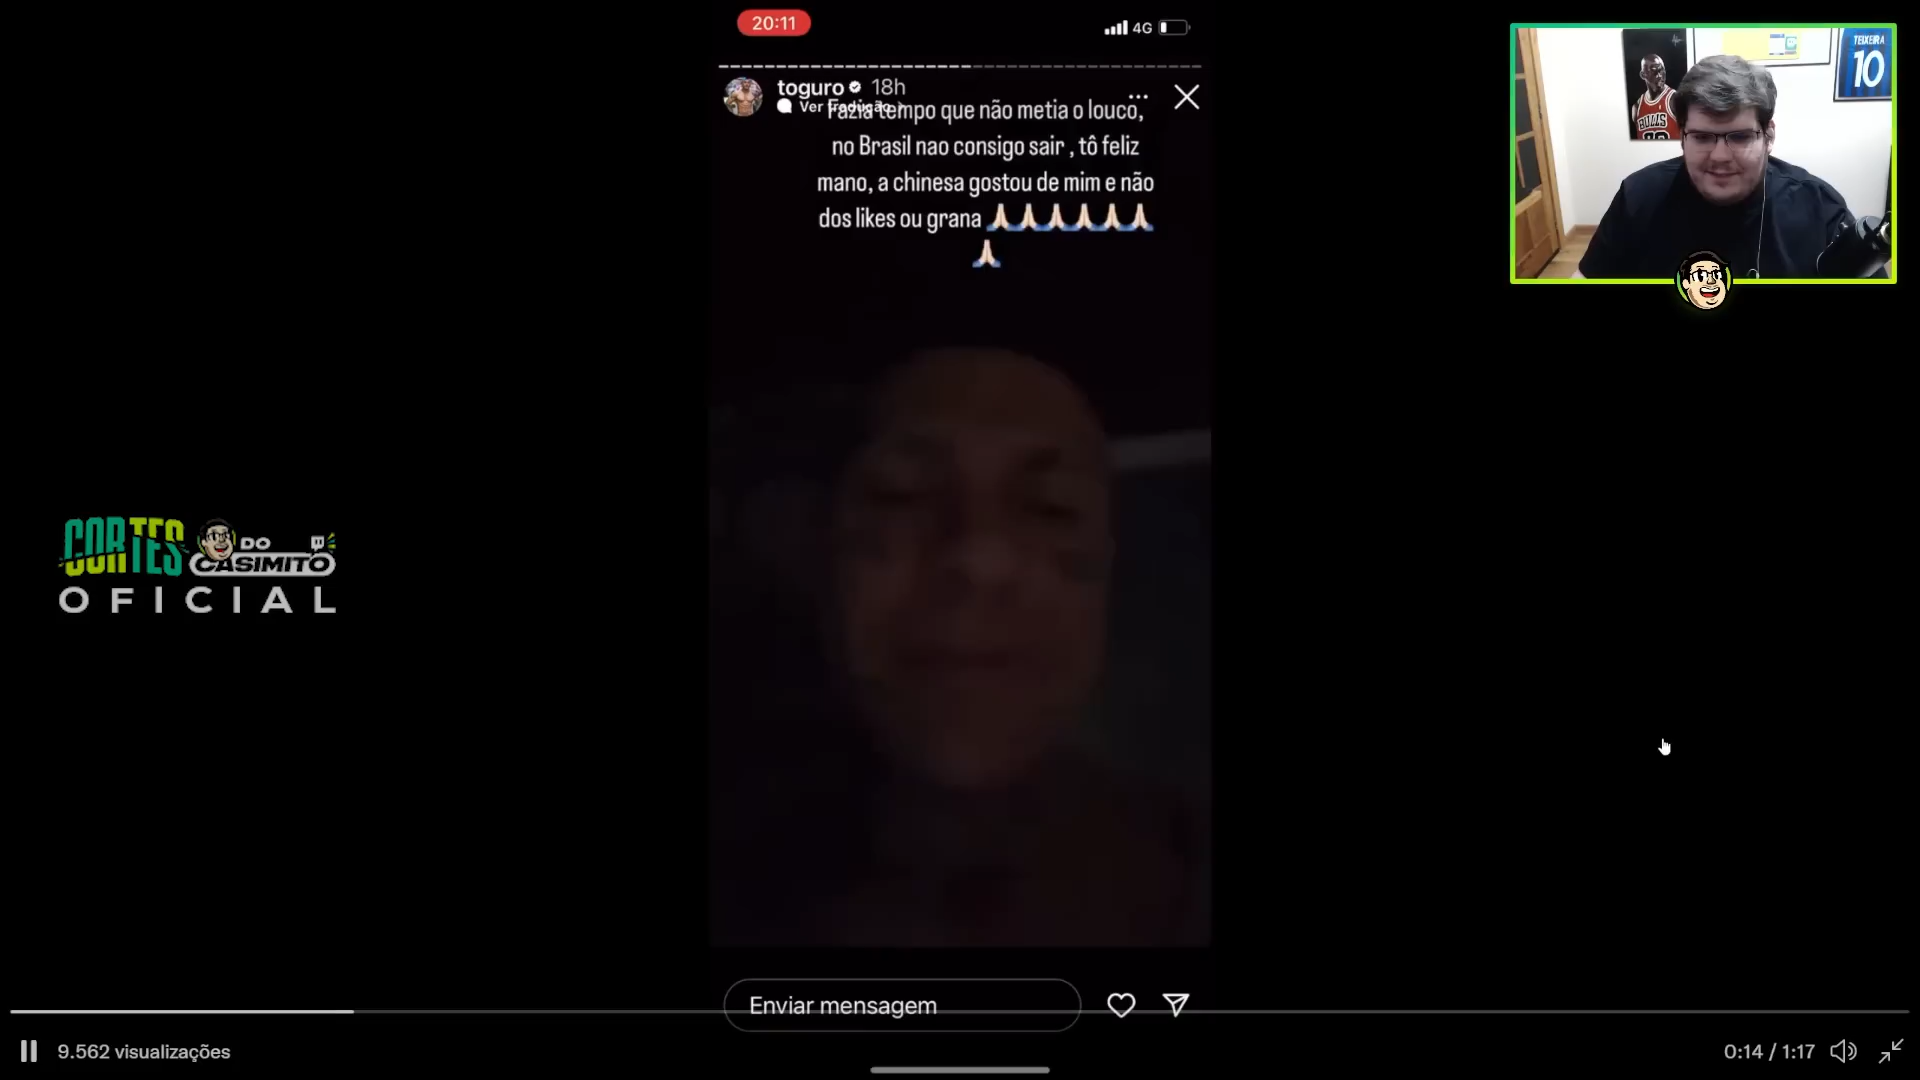 20:11
4G
toguro 18h
Ver tradução
Fazia tempo que não metia o louco,
no Brasil nao consigo sair , tô feliz
mano, a chinesa gostou de mim e não
dos likes ou grana 🙏🏻🙏🏻🙏🏻🙏🏻🙏🏻🙏🏻
🙏🏻
BULLS
TEIXEIRA
10
CORTES DO
CASIMITO
OFICIAL
Enviar mensagem
9.562 visualizações
0:14 / 1:17